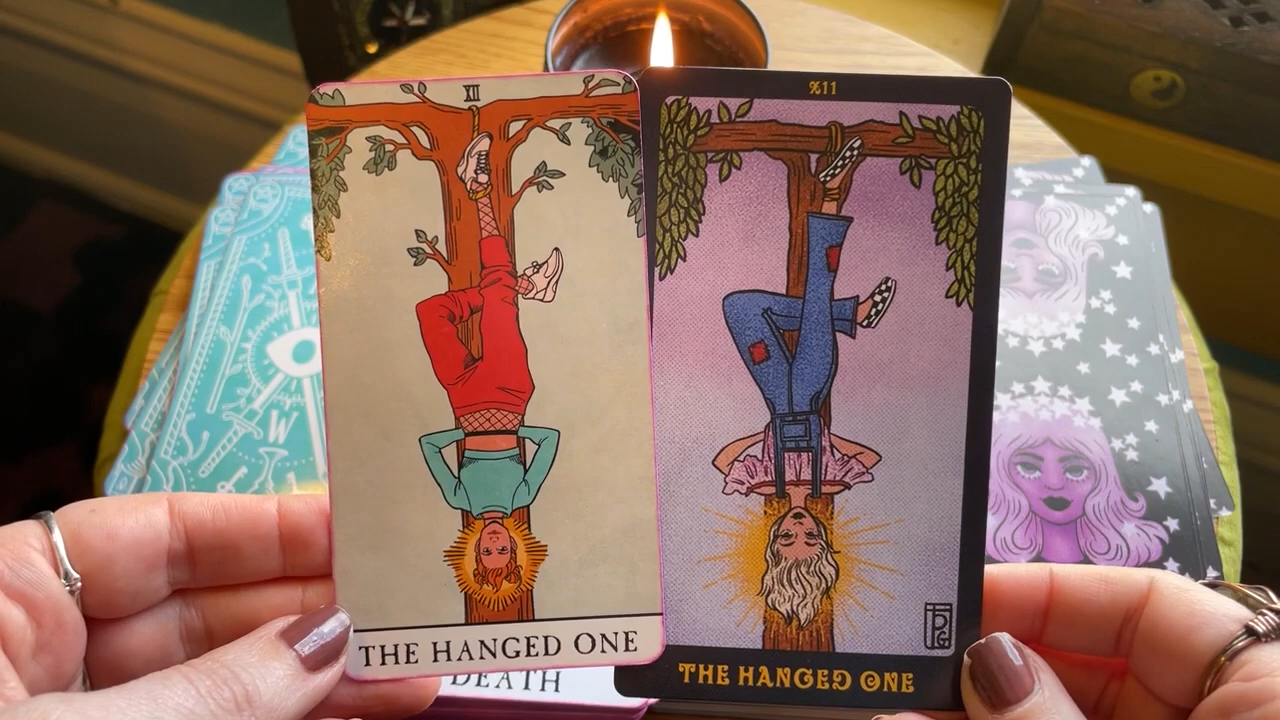 XII
XII
THE HANGED ONE
THE HANGED ONE
DEATH
W